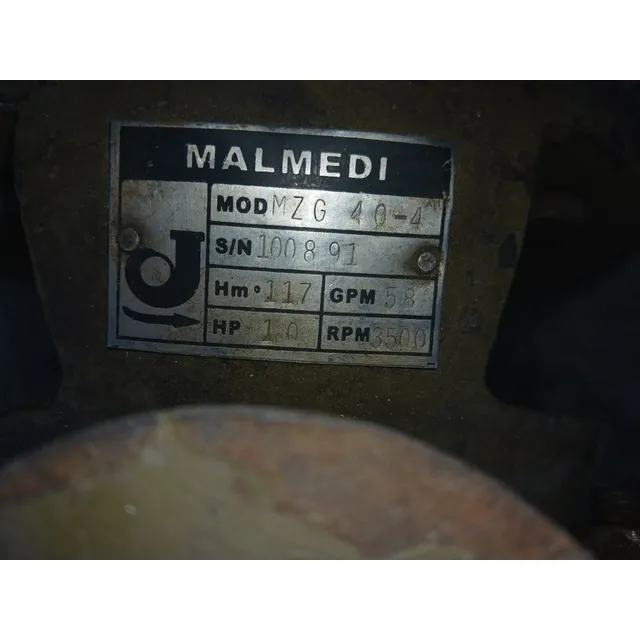 MALMEDI
MOD MZG 40-4
S/N 100891
Hm. 117 GPM 58
HP 10 RPM 3500